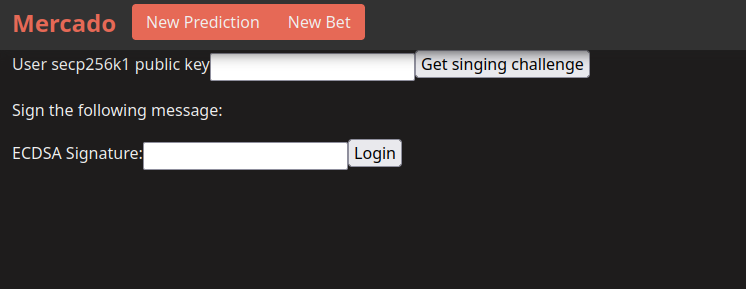 Mercado New Prediction New Bet
User secp256k1 public key Get singing challenge
Sign the following message:
ECDSA Signature: Login